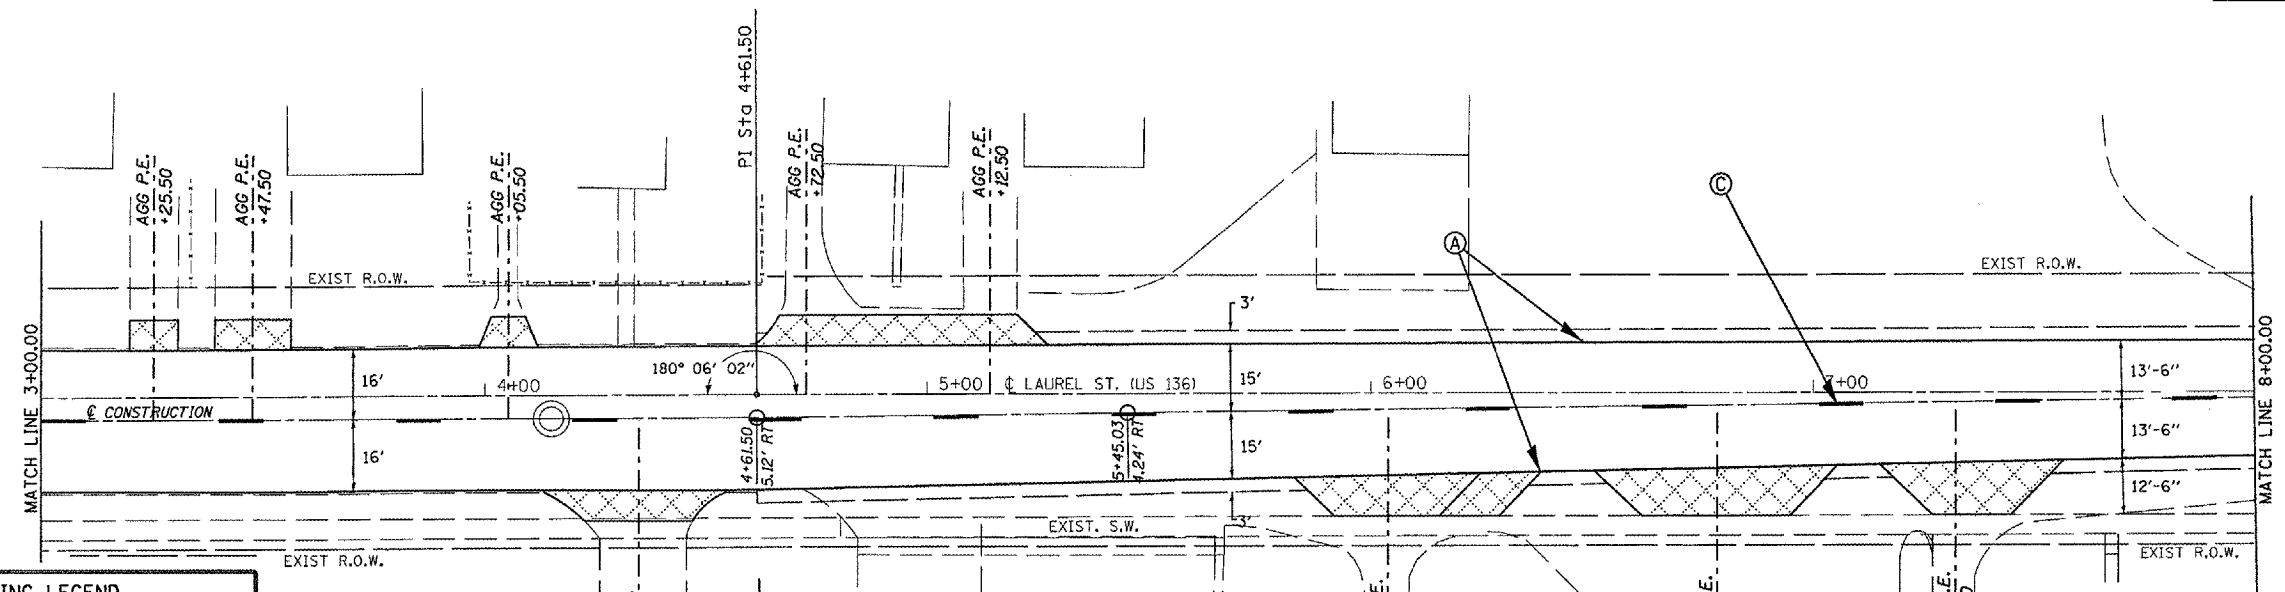 PI Sta 4+61.50
AGG P.E.
+25.50
AGG P.E.
+47.50
AGG P.E.
+05.50
AGG P.E.
+72.50
AGG P.E.
+12.50
C
A
EXIST R.O.W.
EXIST R.O.W.
3'
MATCH LINE 3+00.00
MATCH LINE 8+00.00
16'
180° 06' 02"
4+00
5+00
℄ LAUREL ST. (US 136)
15'
6+00
7+00
13'-6"
℄ CONSTRUCTION
16'
4+61.50
5.12' RT
5+45.03
4.24' RT
15'
13'-6"
12'-6"
3'
EXIST. S.W.
EXIST R.O.W.
EXIST R.O.W.
LEGEND